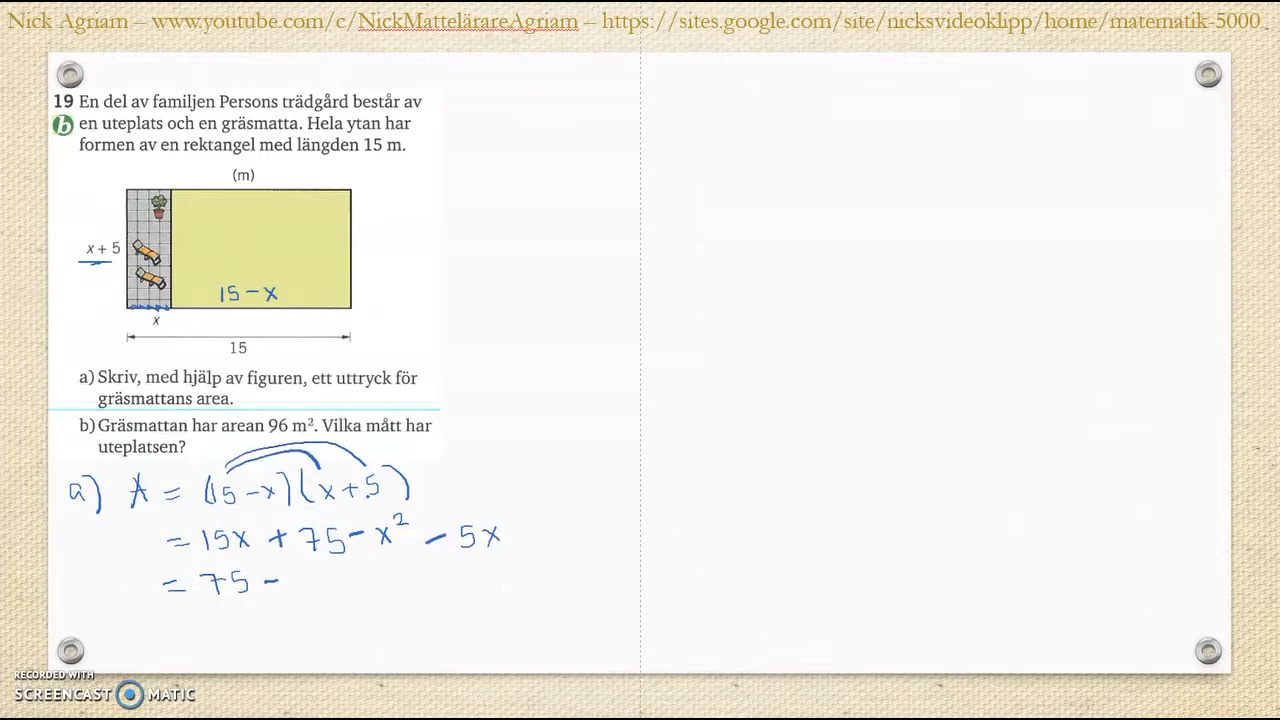 Nick Agriam – www.youtube.com/c/NickMattelärareAgriam – https://sites.google.com/site/nicksvideoklipp/home/matematik-5000
19 En del av familjen Persons trädgård består av
b en uteplats och en gräsmatta. Hela ytan har
formen av en rektangel med längden 15 m.
(m)
x + 5
15 - x
x
15
a) Skriv, med hjälp av figuren, ett uttryck för
gräsmattans area.
b) Gräsmattan har arean 96 m². Vilka mått har
uteplatsen?
a) A = (15 - x)(x + 5)
= 15x + 75 - x² - 5x
= 75 -
RECORDED WITH
SCREENCAST MATIC